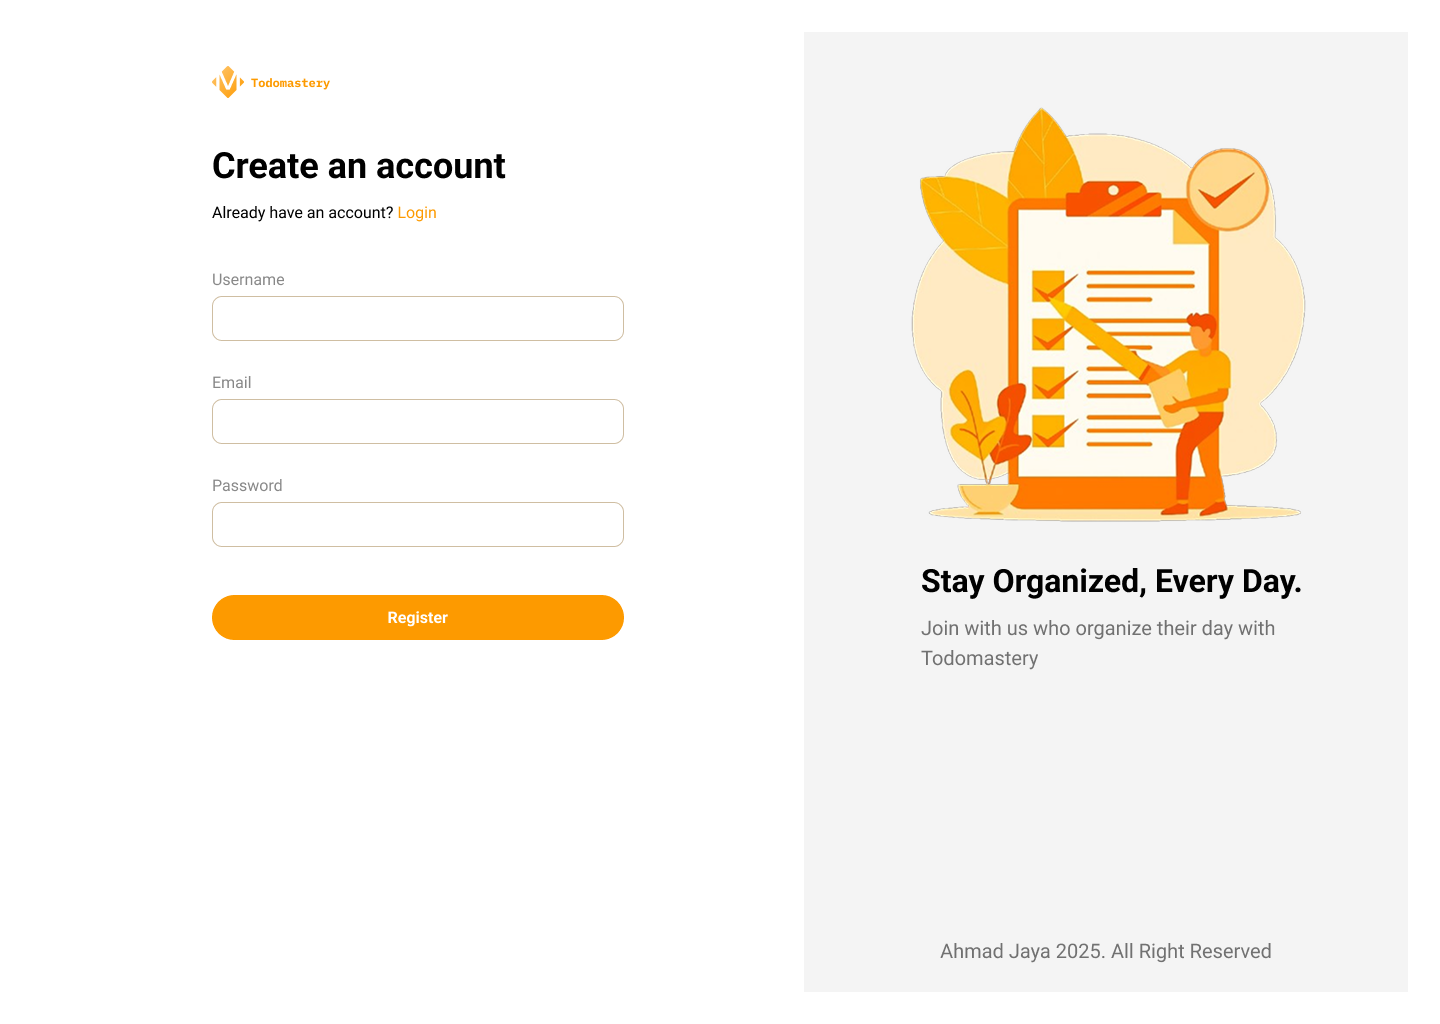 Todomastery
Create an account
Already have an account? Login
Username
Email
Password
Register
Stay Organized, Every Day.
Join with us who organize their day with
Todomastery
Ahmad Jaya 2025. All Right Reserved